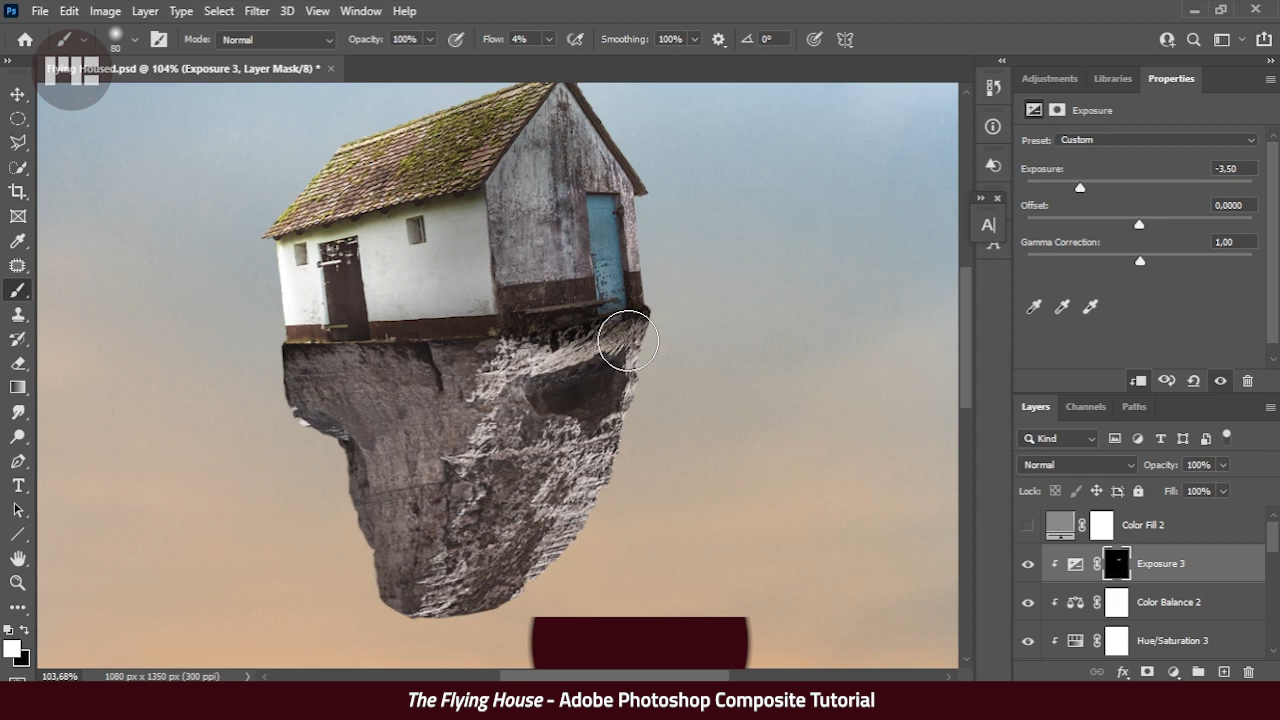 Ps File Edit Image Layer Type Select Filter 3D View Window Help
80 Mode: Normal Opacity: 100% Flow: 4% Smoothing: 100% 0°
Flying Housed.psd @ 104% (Exposure 3, Layer Mask/8) * ×
Adjustments Libraries Properties
Exposure
Preset: Custom
Exposure: -3,50
Offset: 0,0000
Gamma Correction: 1,00
A|
A
Layers Channels Paths
Kind
Normal Opacity: 100%
Lock: Fill: 100%
Color Fill 2
Exposure 3
Color Balance 2
Hue/Saturation 3
fx
103,68% 1080 px x 1350 px (300 ppi)
The Flying House - Adobe Photoshop Composite Tutorial